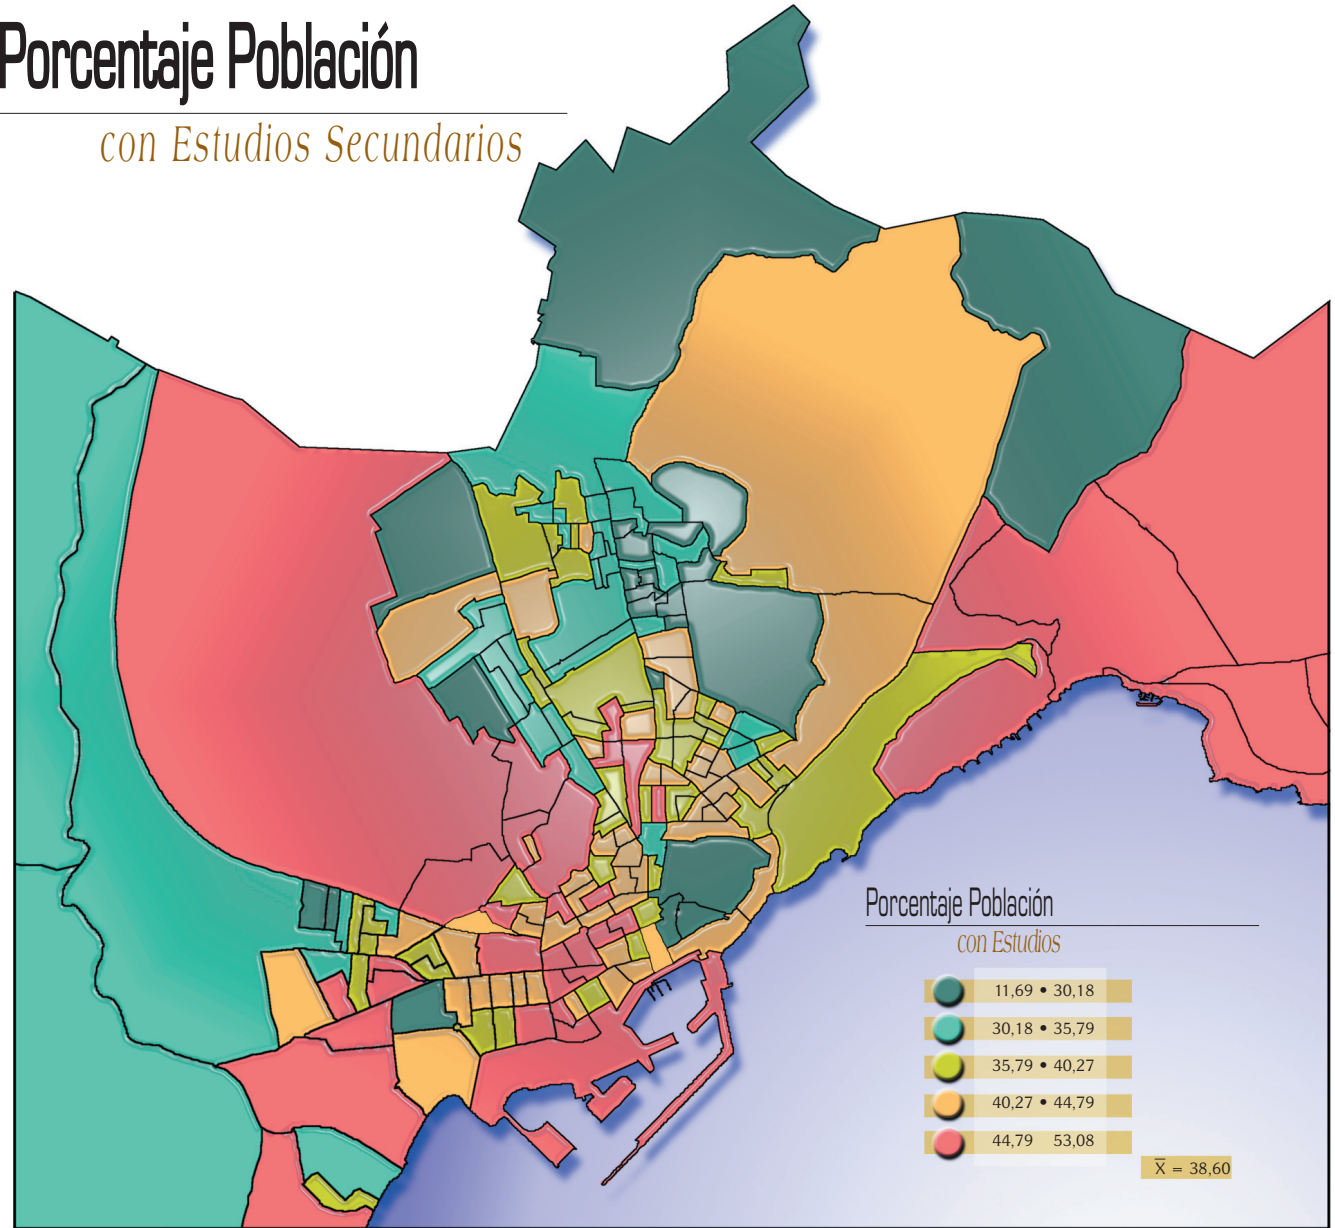 Porcentaje Población
con Estudios Secundarios
Porcentaje Población
con Estudios
11,69 • 30,18
30,18 • 35,79
35,79 • 40,27
40,27 • 44,79
44,79 53,08
X̅ = 38,60